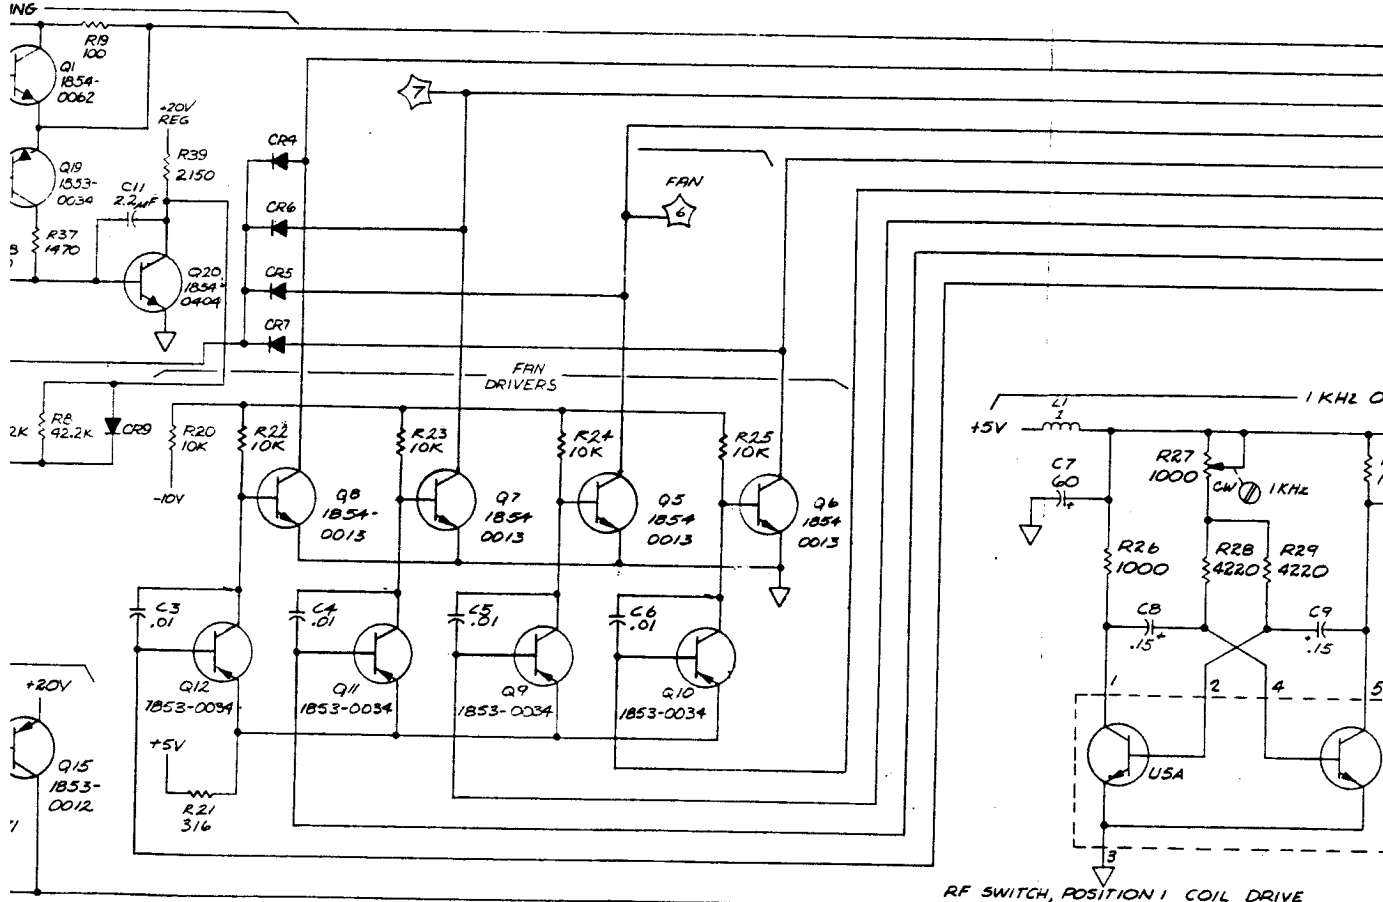 ING
R19
100
Q1
1854-
0062
+20V
REG
R39
2150
Q19
1853-
0034
C11
2.2µF
R37
1470
Q20
1854-
0404
7
CR4
CR6
CR5
CR7
FAN
6
FAN
DRIVERS
2K
R8
42.2K
CR9
R20
10K
-10V
R22
10K
R23
10K
R24
10K
R25
10K
Q8
1854-
0013
Q7
1854
0013
Q5
1854
0013
Q6
1854
0013
C3
.01
C4
.01
C5
.01
C6
.01
Q12
1853-0034
Q11
1853-0034
Q9
1853-0034
Q10
1853-0034
+20V
+5V
R21
316
Q15
1853-
0012
1 KHZ O
L1
1
+5V
C7
60
+
R27
1000
CW
1KHz
R26
1000
R28
4220
R29
4220
C8
.15
+
C9
+
.15
1
2
4
5
U5A
3
RF SWITCH, POSITION 1 COIL DRIVE